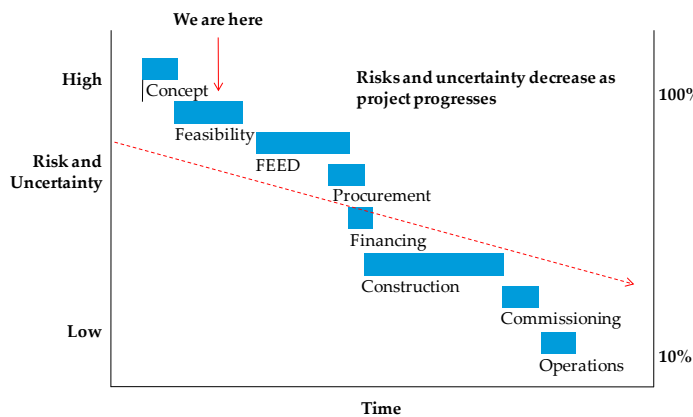 We are here
High
Concept
Risks and uncertainty decrease as
project progresses
100%
Feasibility
FEED
Risk and
Uncertainty
Procurement
Financing
Construction
Commissioning
Low
10%
Operations
Time